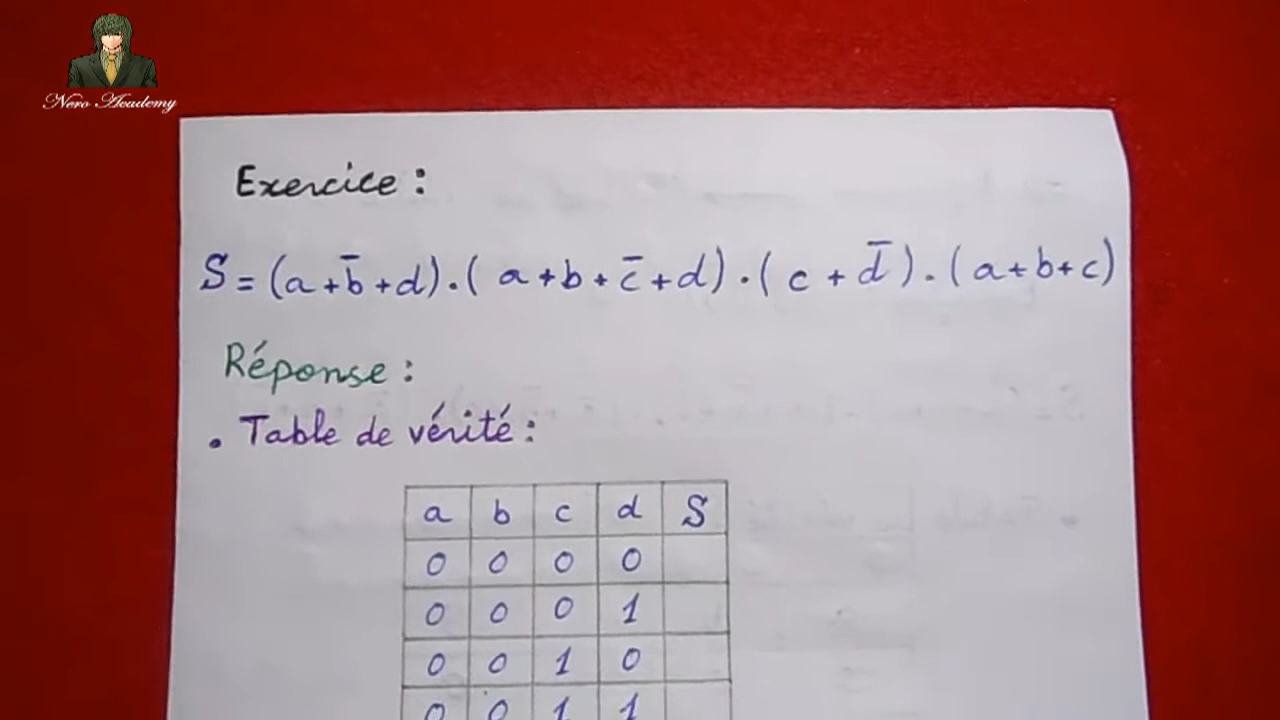 Nero Academy
Exercice :
S = (a + b̄ + d) . ( a + b + c̄ + d) . ( c + d̄ ) . ( a + b + c)
Réponse :
. Table de vérité :
a b c d S
0 0 0 0
0 0 0 1
0 0 1 0
0 0 1 1